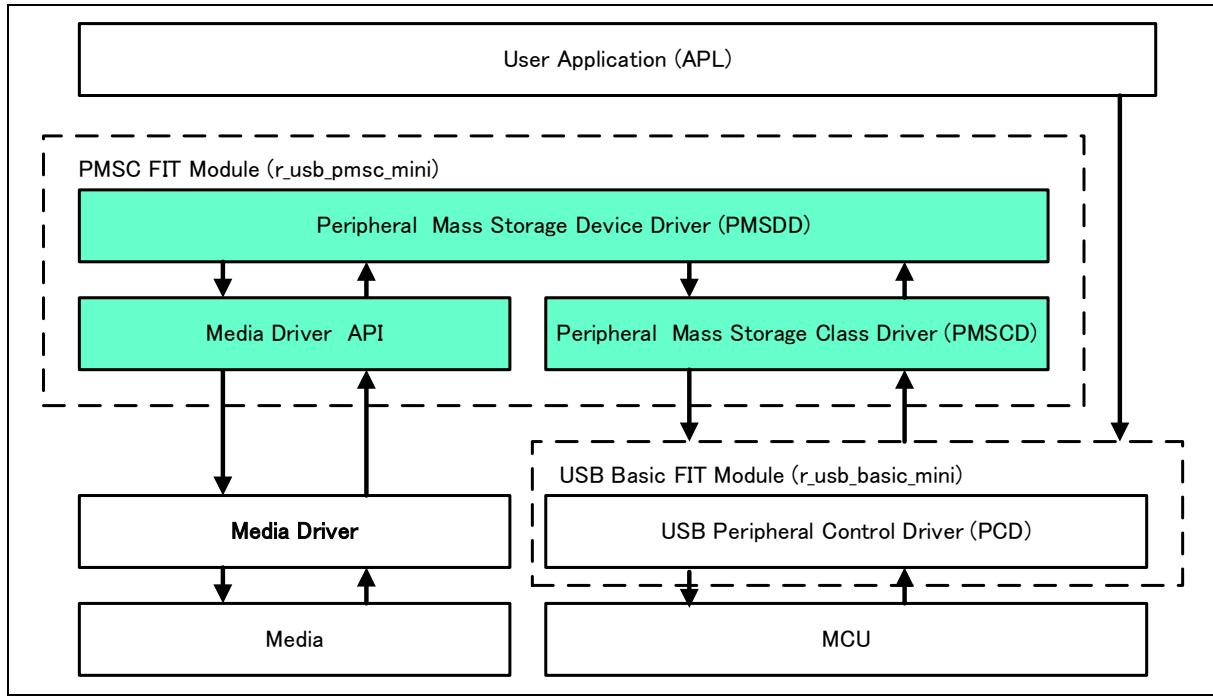 User Application (APL)
PMSC FIT Module (r_usb_pmsc_mini)
Peripheral Mass Storage Device Driver (PMSDD)
Media Driver API
Peripheral Mass Storage Class Driver (PMSCD)
USB Basic FIT Module (r_usb_basic_mini)
Media Driver
USB Peripheral Control Driver (PCD)
Media
MCU